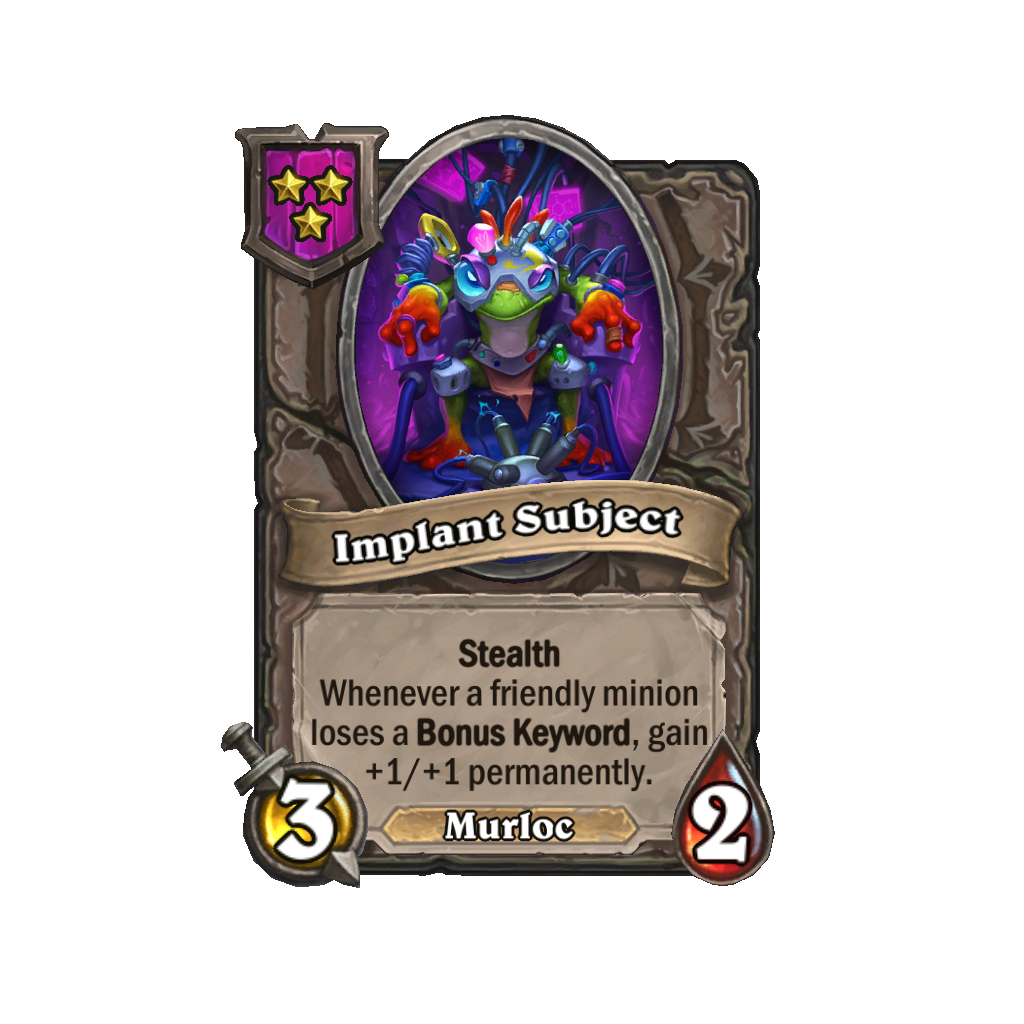 Implant Subject
Stealth
Whenever a friendly minion
loses a Bonus Keyword, gain
+1/+1 permanently.
3
Murloc
2